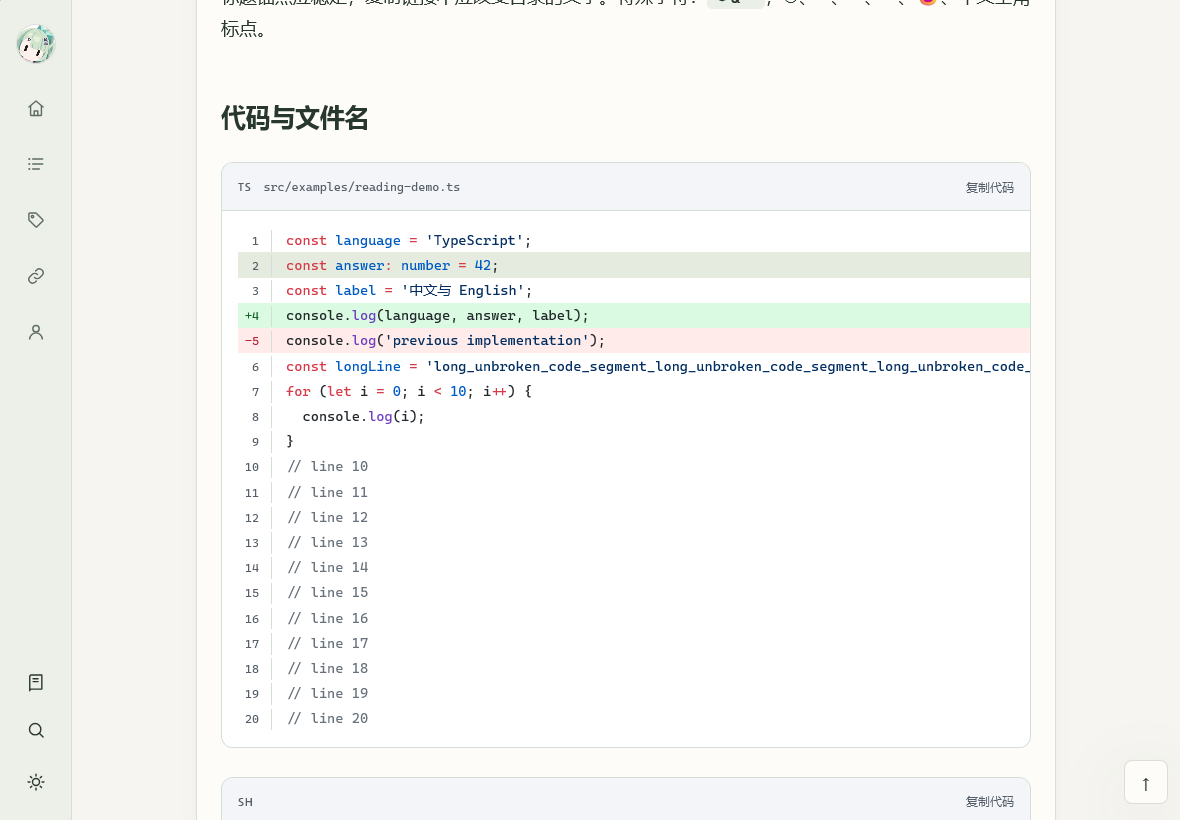 标点。
代码与文件名
TS src/examples/reading-demo.ts 复制代码
1 const language = 'TypeScript';
2 const answer: number = 42;
3 const label = '中文与 English';
+4 console.log(language, answer, label);
-5 console.log('previous implementation');
6 const longLine = 'long_unbroken_code_segment_long_unbroken_code_segment_long_unbroken_code_
7 for (let i = 0; i < 10; i++) {
8 console.log(i);
9 }
10 // line 10
11 // line 11
12 // line 12
13 // line 13
14 // line 14
15 // line 15
16 // line 16
17 // line 17
18 // line 18
19 // line 19
20 // line 20
SH 复制代码
↑